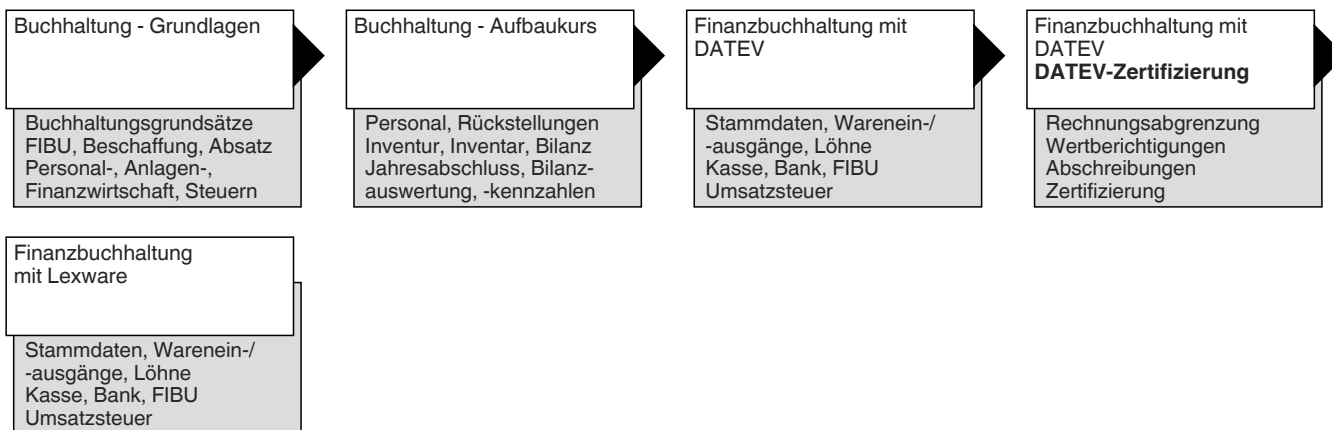 Buchhaltung - Grundlagen
Buchhaltungsgrundsätze
FIBU, Beschaffung, Absatz
Personal-, Anlagen-,
Finanzwirtschaft, Steuern
Buchhaltung - Aufbaukurs
Personal, Rückstellungen
Inventur, Inventar, Bilanz
Jahresabschluss, Bilanz-
auswertung, -kennzahlen
Finanzbuchhaltung mit
DATEV
Stammdaten, Warenein-/
-ausgänge, Löhne
Kasse, Bank, FIBU
Umsatzsteuer
Finanzbuchhaltung mit
DATEV
DATEV-Zertifizierung
Rechnungsabgrenzung
Wertberichtigungen
Abschreibungen
Zertifizierung
Finanzbuchhaltung
mit Lexware
Stammdaten, Warenein-/
-ausgänge, Löhne
Kasse, Bank, FIBU
Umsatzsteuer